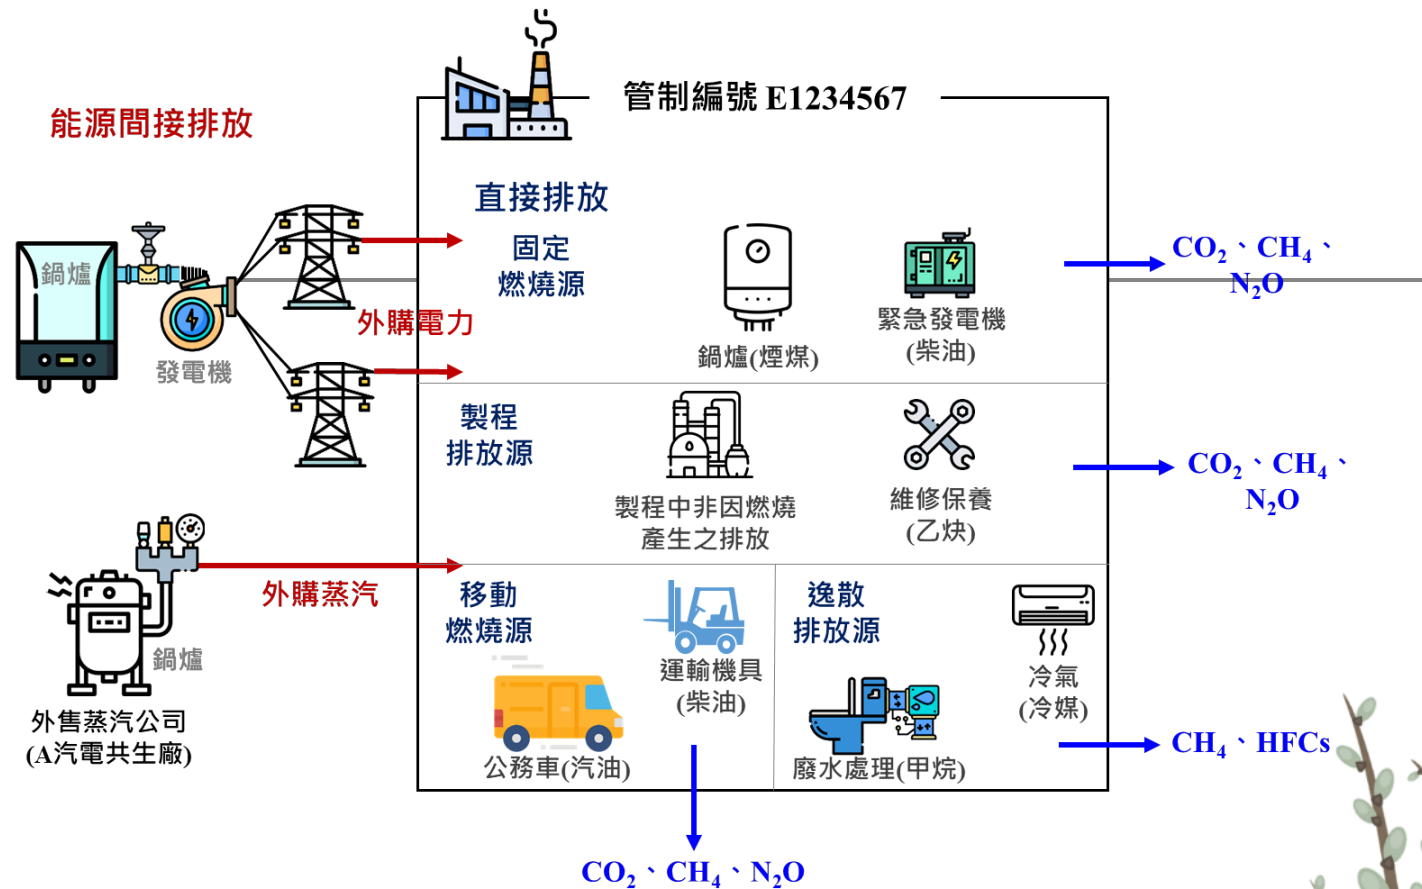 管制編號 E1234567
能源間接排放
鍋爐
發電機
外購電力
外購蒸汽
鍋爐
外售蒸汽公司
(A汽電共生廠)
直接排放
固定
燃燒源
鍋爐(煙煤)
緊急發電機
(柴油)
CO₂、CH₄、
N₂O
製程
排放源
製程中非因燃燒
產生之排放
維修保養
(乙炔)
CO₂、CH₄、
N₂O
移動
燃燒源
運輸機具
(柴油)
公務車(汽油)
CO₂、CH₄、N₂O
逸散
排放源
冷氣
(冷媒)
廢水處理(甲烷)
CH₄、HFCs